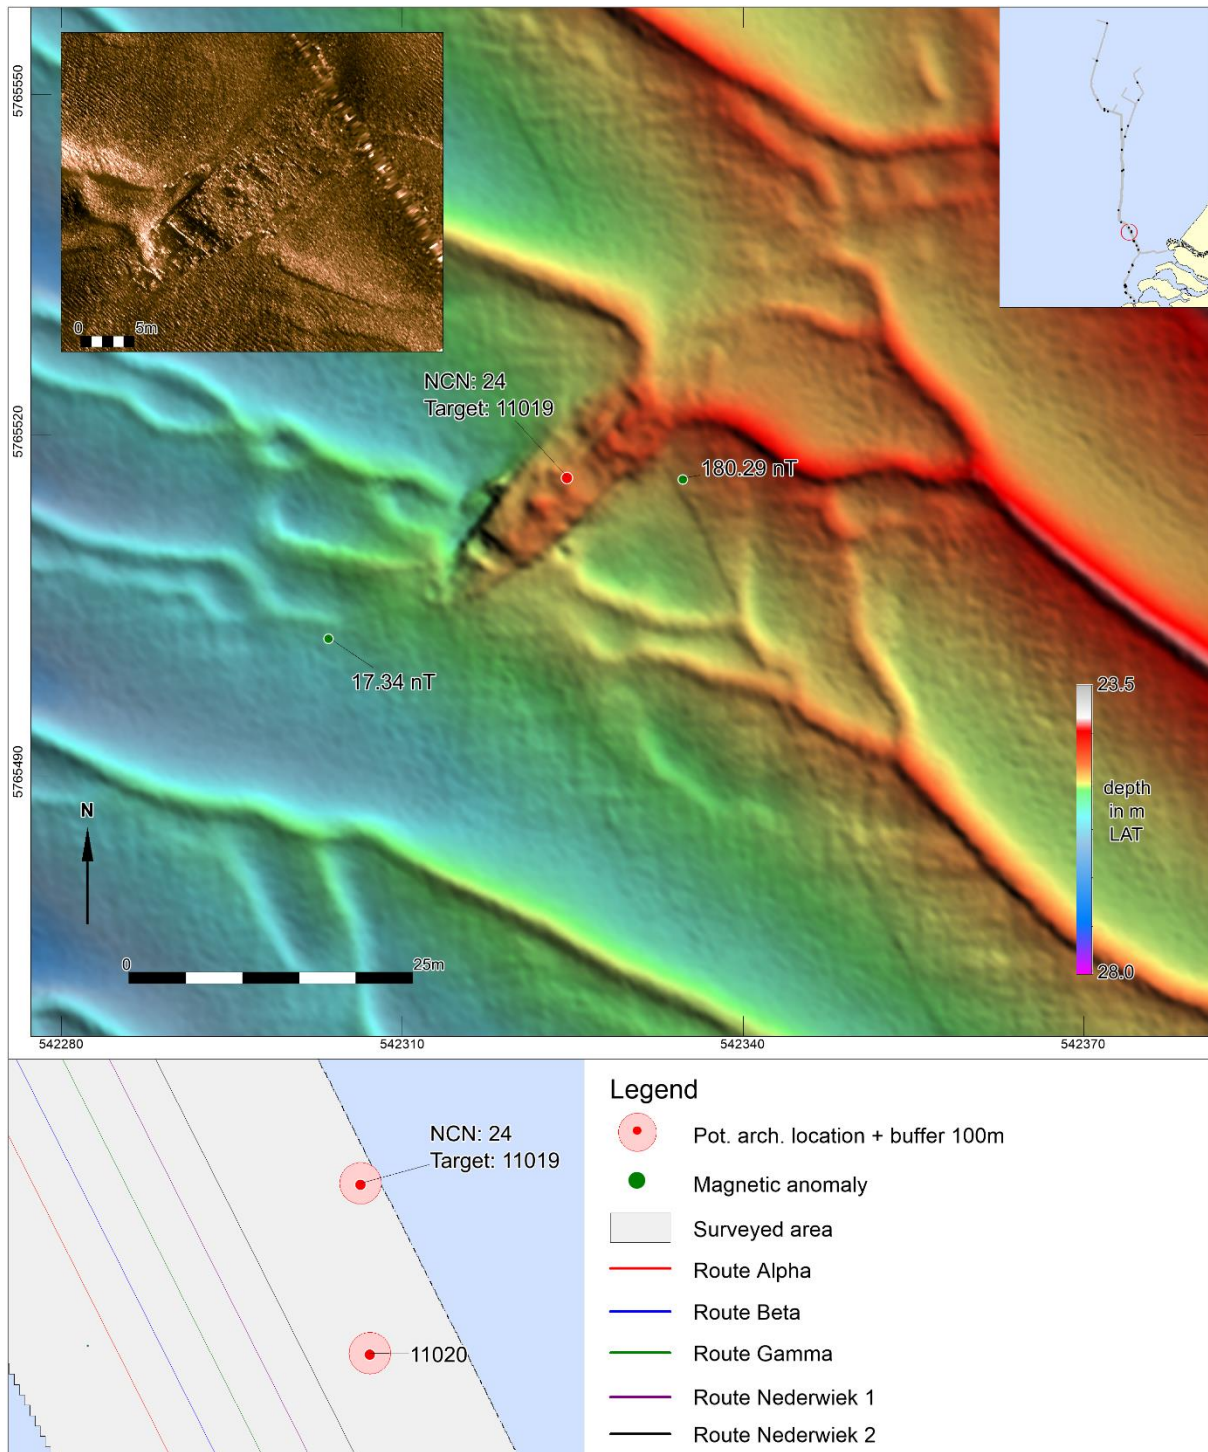 5765550
5765520
5765490
0
5m
NCN: 24
Target: 11019
180.29 nT
17.34 nT
23.5
depth
in m
LAT
28.0
N
0
25m
542280
542310
542340
542370
NCN: 24
Target: 11019
11020
Legend
Pot. arch. location + buffer 100m
Magnetic anomaly
Surveyed area
Route Alpha
Route Beta
Route Gamma
Route Nederwiek 1
Route Nederwiek 2